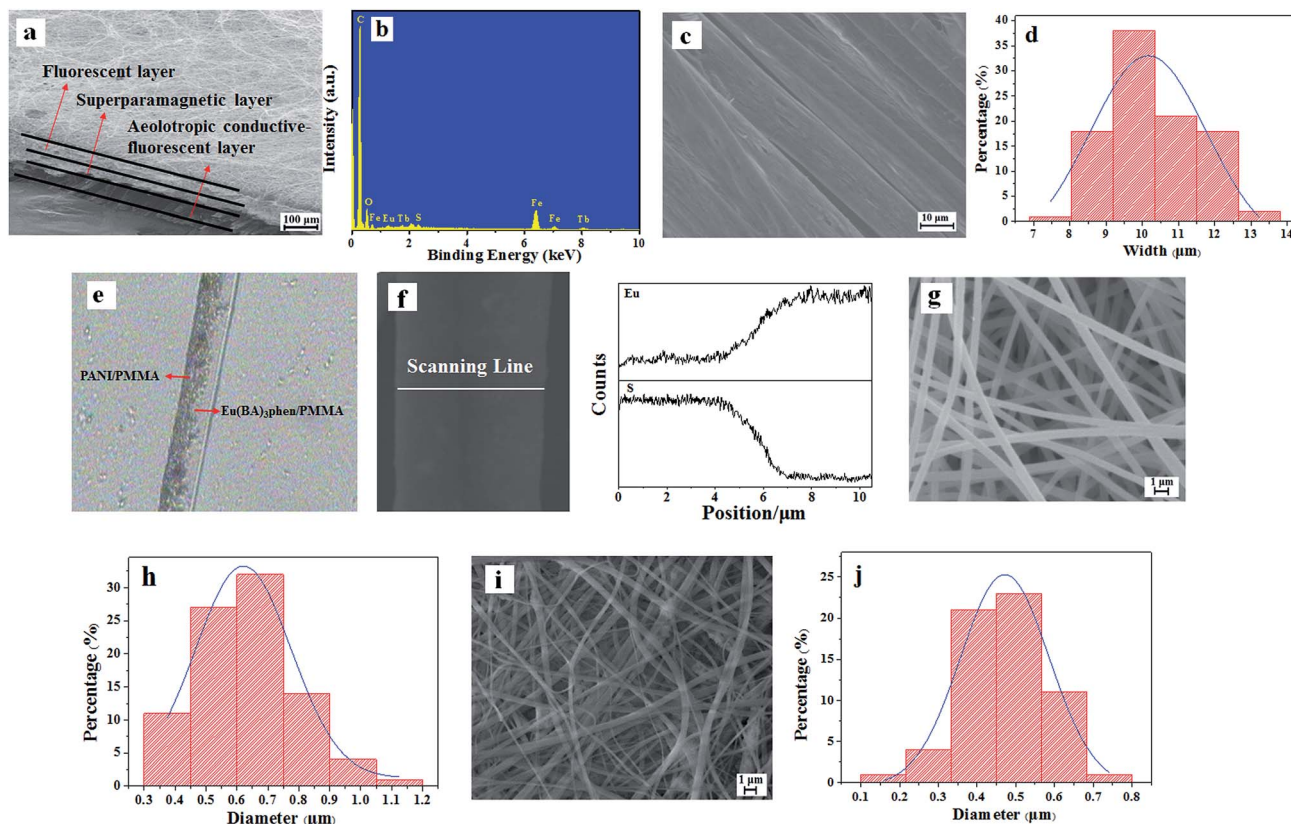 a
Fluorescent layer
Superparamagnetic layer
Aeolotropic conductive-
fluorescent layer
100 μm
b
Intensity (a.u.)
C
O
Fe Eu Tb S
Fe
Fe
Tb
0 2 4 6 8 10
Binding Energy (keV)
c
10 μm
d
Percentage (%)
40
35
30
25
20
15
10
5
0
7 8 9 10 11 12 13 14
Width (μm)
e
PANI/PMMA
Eu(BA)₃phen/PMMA
f
Scanning Line
Eu
S
Counts
0 2 4 6 8 10
Position/μm
g
1 μm
h
Percentage (%)
30
25
20
15
10
5
0
0.3 0.4 0.5 0.6 0.7 0.8 0.9 1.0 1.1 1.2
Diameter (μm)
i
1 μm
j
Percentage (%)
25
20
15
10
5
0
0.1 0.2 0.3 0.4 0.5 0.6 0.7 0.8
Diameter (μm)